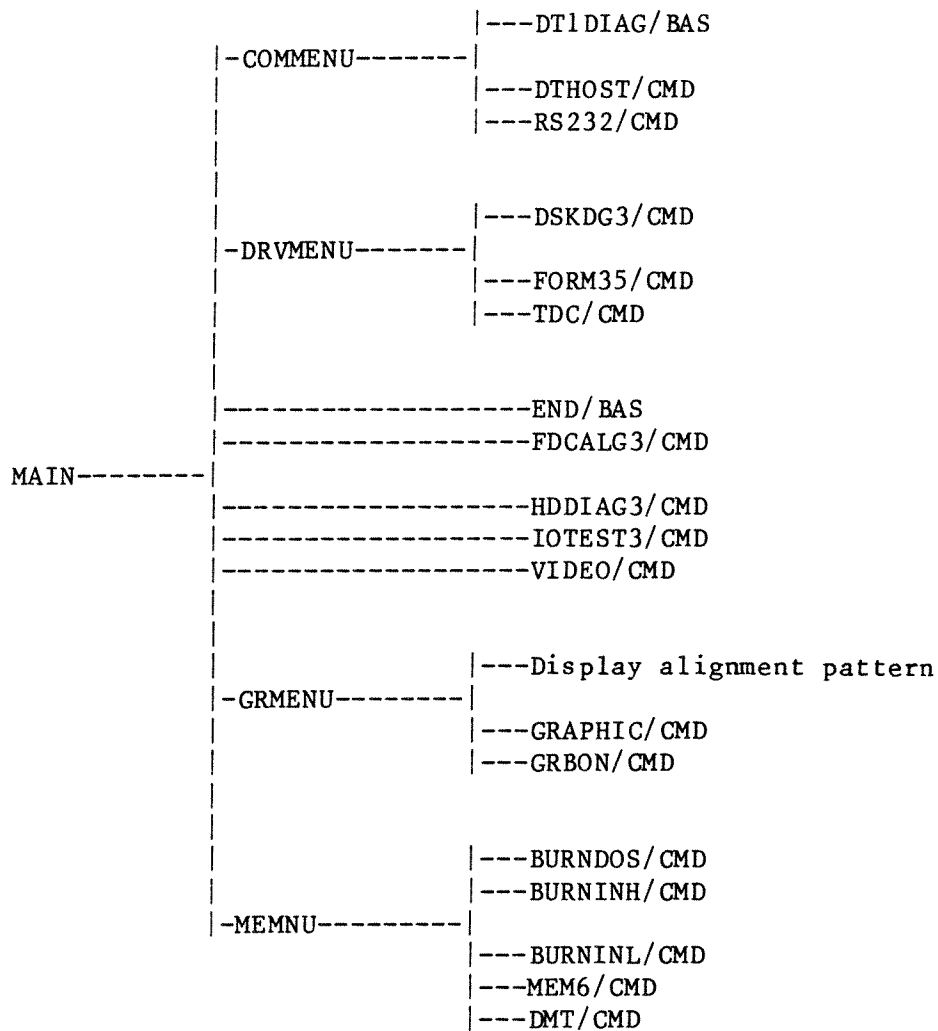 |---DT1DIAG/BAS
|-COMMENU-------|
|---DTHOST/CMD
|---RS232/CMD
|---DSKDG3/CMD
|-DRVMENU-------|
|---FORM35/CMD
|---TDC/CMD
|-------------------END/BAS
|-------------------FDCALG3/CMD
MAIN--------|
|-------------------HDDIAG3/CMD
|-------------------IOTEST3/CMD
|-------------------VIDEO/CMD
|---Display alignment pattern
|-GRMENU--------|
|---GRAPHIC/CMD
|---GRBON/CMD
|---BURNDOS/CMD
|---BURNINH/CMD
|-MEMNU---------|
|---BURNINL/CMD
|---MEM6/CMD
|---DMT/CMD